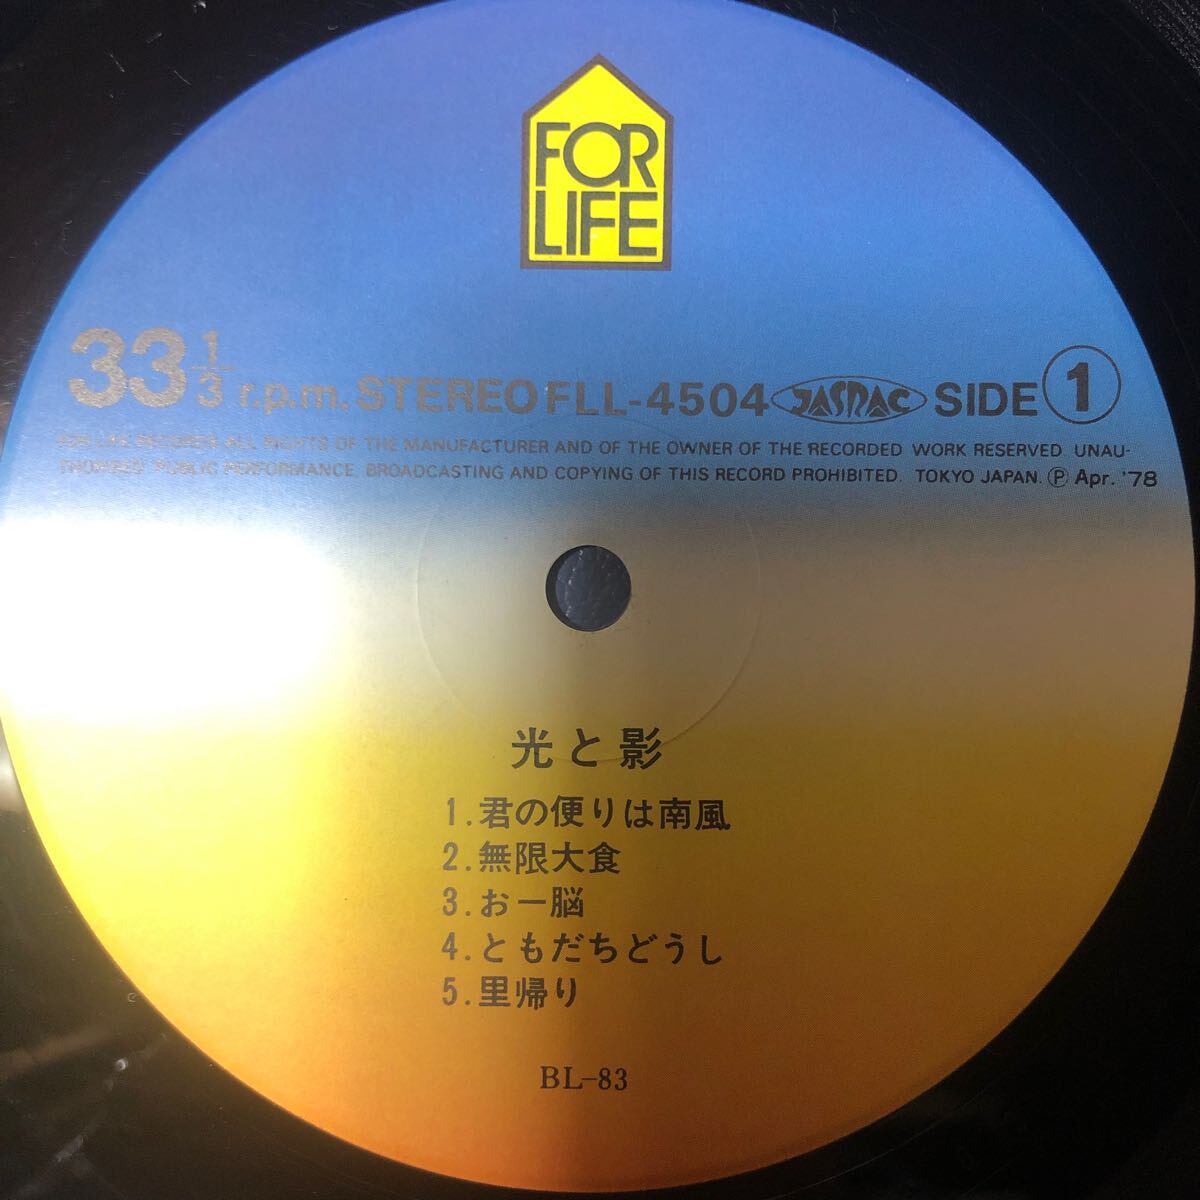 FOR
LIFE
33 1/3 r.p.m. STEREO FLL-4504 JASRAC SIDE 1
FOR LIFE RECORDS ALL RIGHTS OF THE MANUFACTURER AND OF THE OWNER OF THE RECORDED WORK RESERVED UNAU-
THORISED PUBLIC PERFORMANCE. BROADCASTING AND COPYING OF THIS RECORD PROHIBITED. TOKYO JAPAN. Ⓟ Apr. '78
光と影
1.君の便りは南風
2.無限大食
3.お一脳
4.ともだちどうし
5.里帰り
BL-83